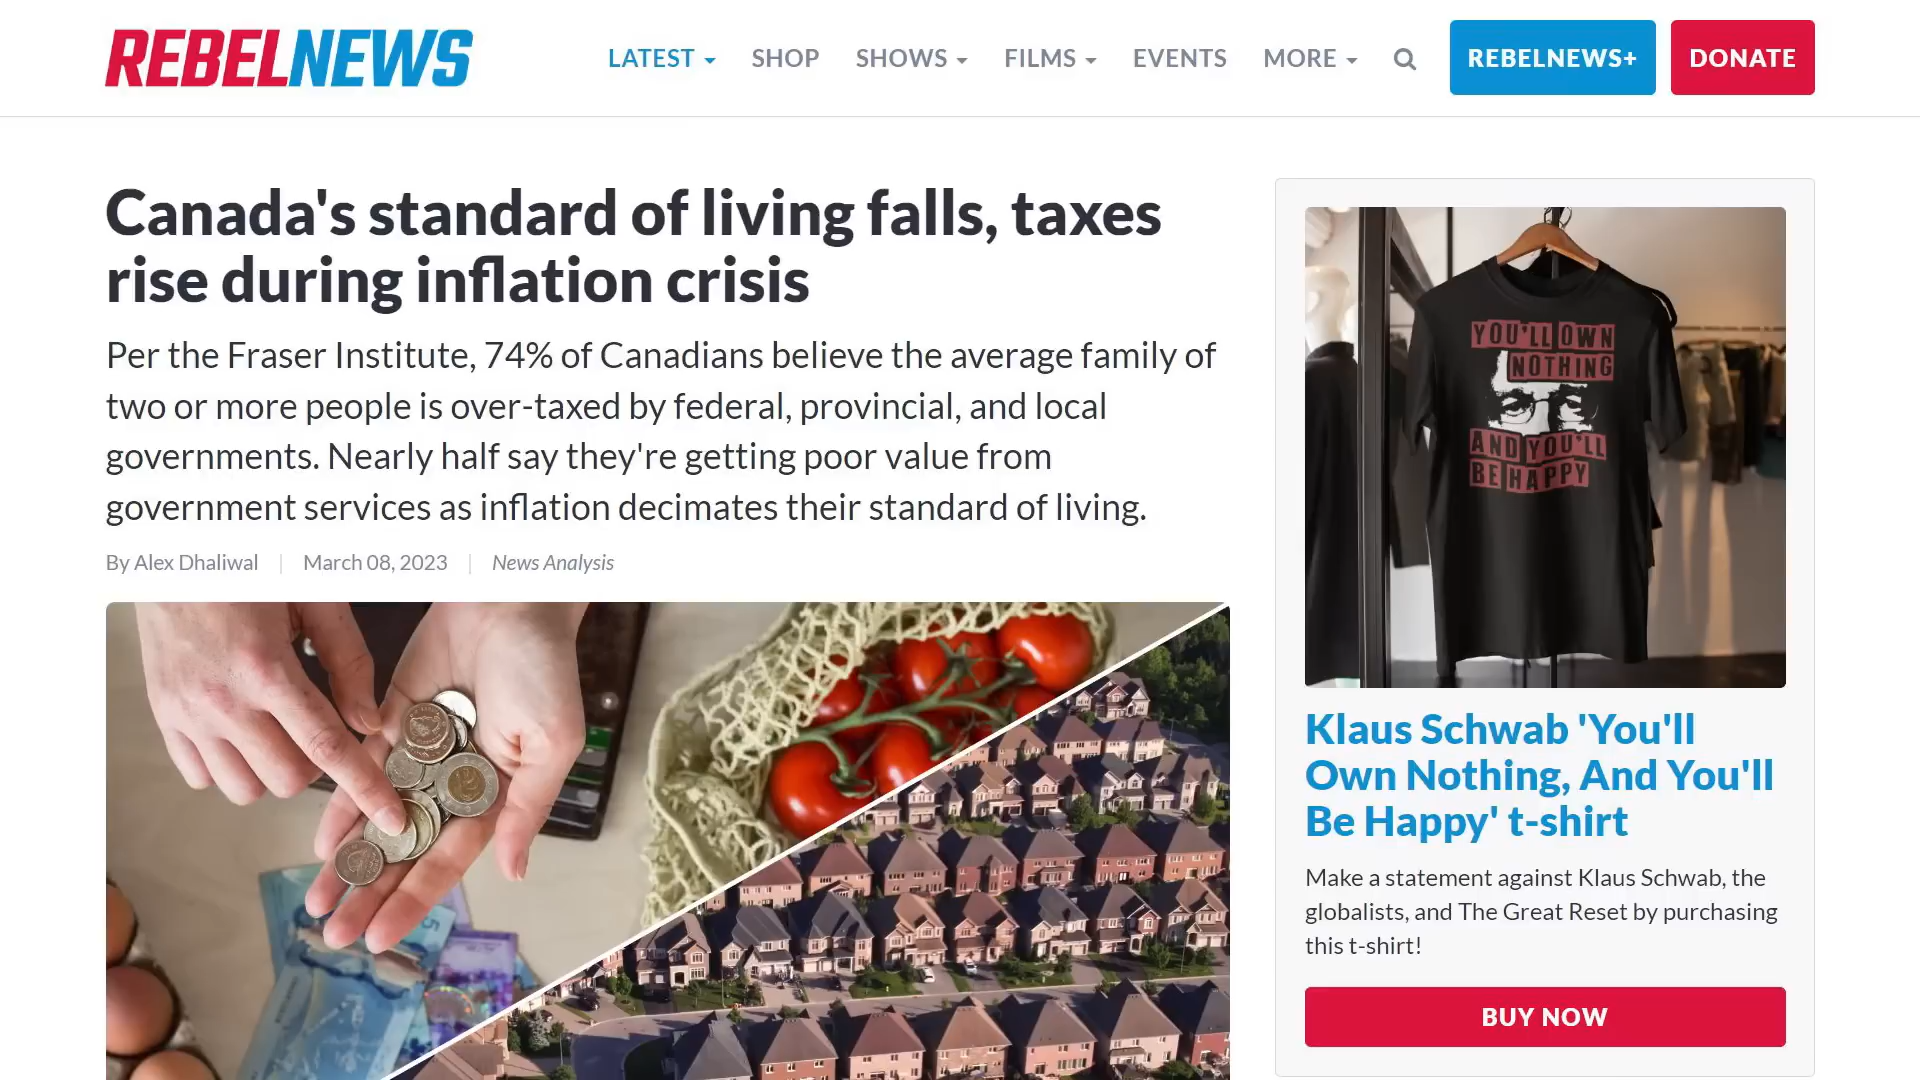 REBELNEWS
LATEST
SHOP
SHOWS
FILMS
EVENTS
MORE
REBELNEWS+
DONATE
Canada's standard of living falls, taxes
rise during inflation crisis
Per the Fraser Institute, 74% of Canadians believe the average family of
two or more people is over-taxed by federal, provincial, and local
governments. Nearly half say they're getting poor value from
government services as inflation decimates their standard of living.
By Alex Dhaliwal
March 08, 2023
News Analysis
YOU'LL OWN
NOTHING
AND YOU'LL
BE HAPPY
Klaus Schwab 'You'll
Own Nothing, And You'll
Be Happy' t-shirt
Make a statement against Klaus Schwab, the
globalists, and The Great Reset by purchasing
this t-shirt!
BUY NOW